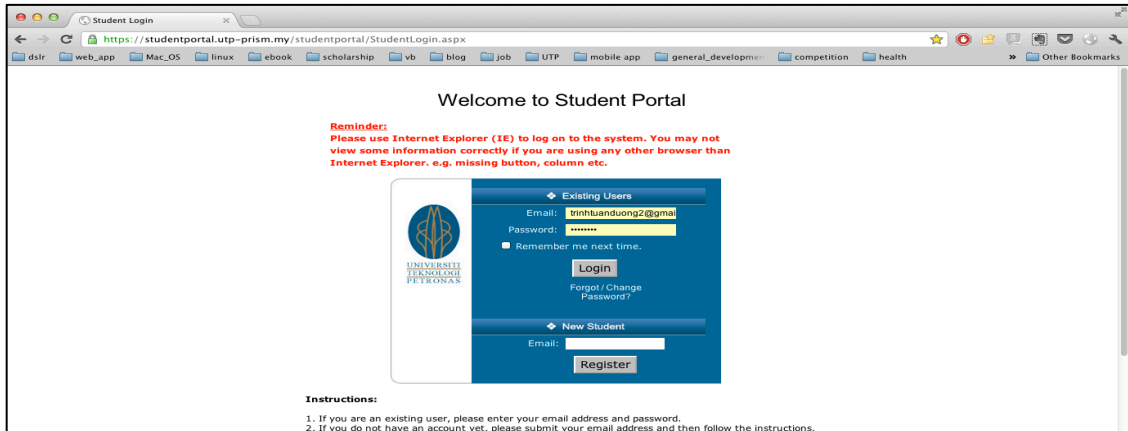 Student Login
https://studentportal.utp-prism.my/studentportal/StudentLogin.aspx
dslr web_app Mac_OS linux ebook scholarship vb blog job UTP mobile app general_developmen competition health » Other Bookmarks
Welcome to Student Portal
Reminder:
Please use Internet Explorer (IE) to log on to the system. You may not
view some information correctly if you are using any other browser than
Internet Explorer. e.g. missing button, column etc.
Existing Users
Email: trinhtuanduong2@gmal
Password: ••••••••
Remember me next time.
Login
Forgot / Change
Password?
UNIVERSITI
TEKNOLOGI
PETRONAS
New Student
Email:
Register
Instructions:
1. If you are an existing user, please enter your email address and password.
2. If you do not have an account yet, please submit your email address and then follow the instructions.